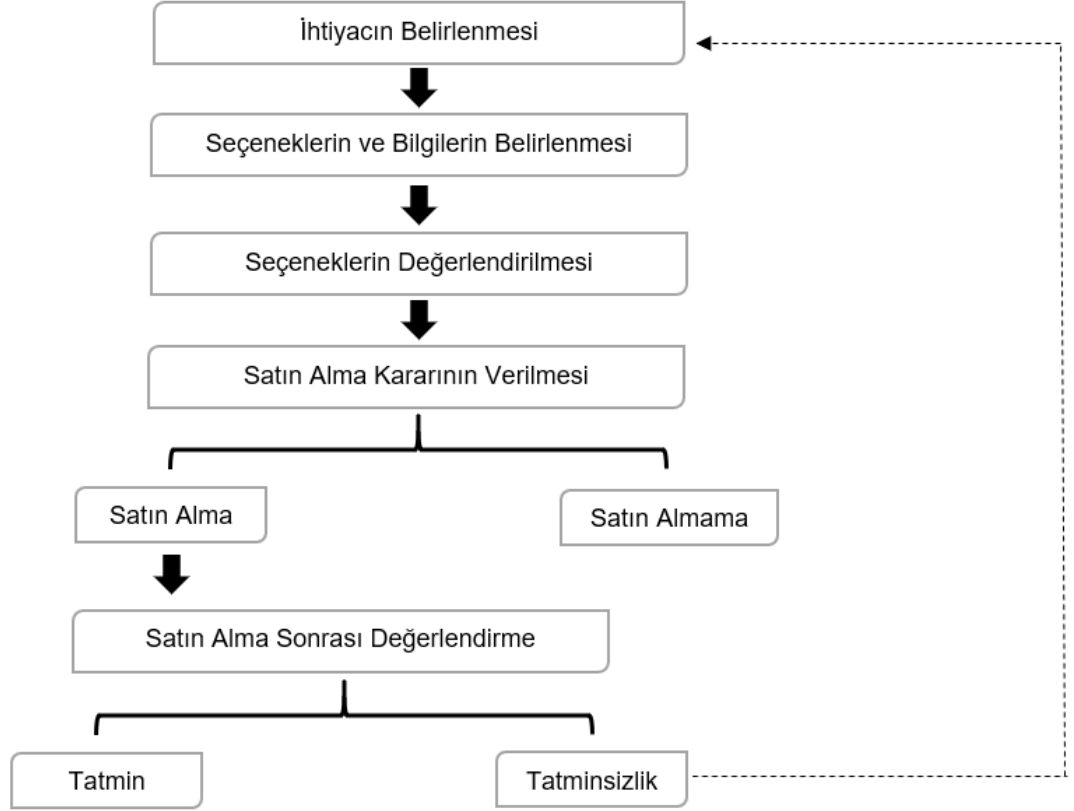 İhtiyacın Belirlenmesi
Seçeneklerin ve Bilgilerin Belirlenmesi
Seçeneklerin Değerlendirilmesi
Satın Alma Kararının Verilmesi
Satın Alma
Satın Almama
Satın Alma Sonrası Değerlendirme
Tatmin
Tatminsizlik